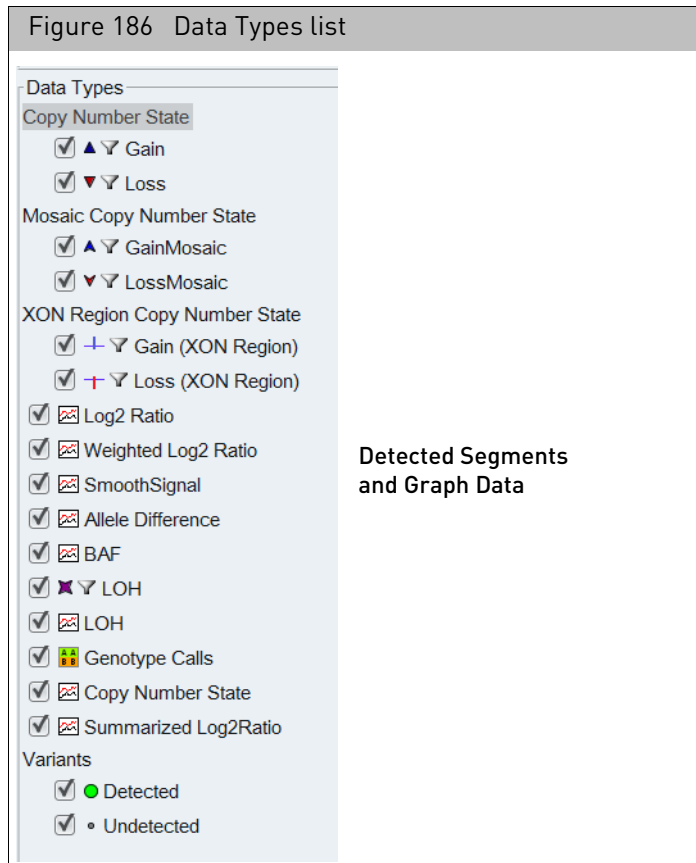 Figure 186 Data Types list
Data Types
Copy Number State
Gain
Loss
Mosaic Copy Number State
GainMosaic
LossMosaic
XON Region Copy Number State
Gain (XON Region)
Loss (XON Region)
Log2 Ratio
Weighted Log2 Ratio
SmoothSignal
Allele Difference
BAF
LOH
LOH
A A
B B
Genotype Calls
Copy Number State
Summarized Log2Ratio
Variants
Detected
Undetected
Detected Segments
and Graph Data